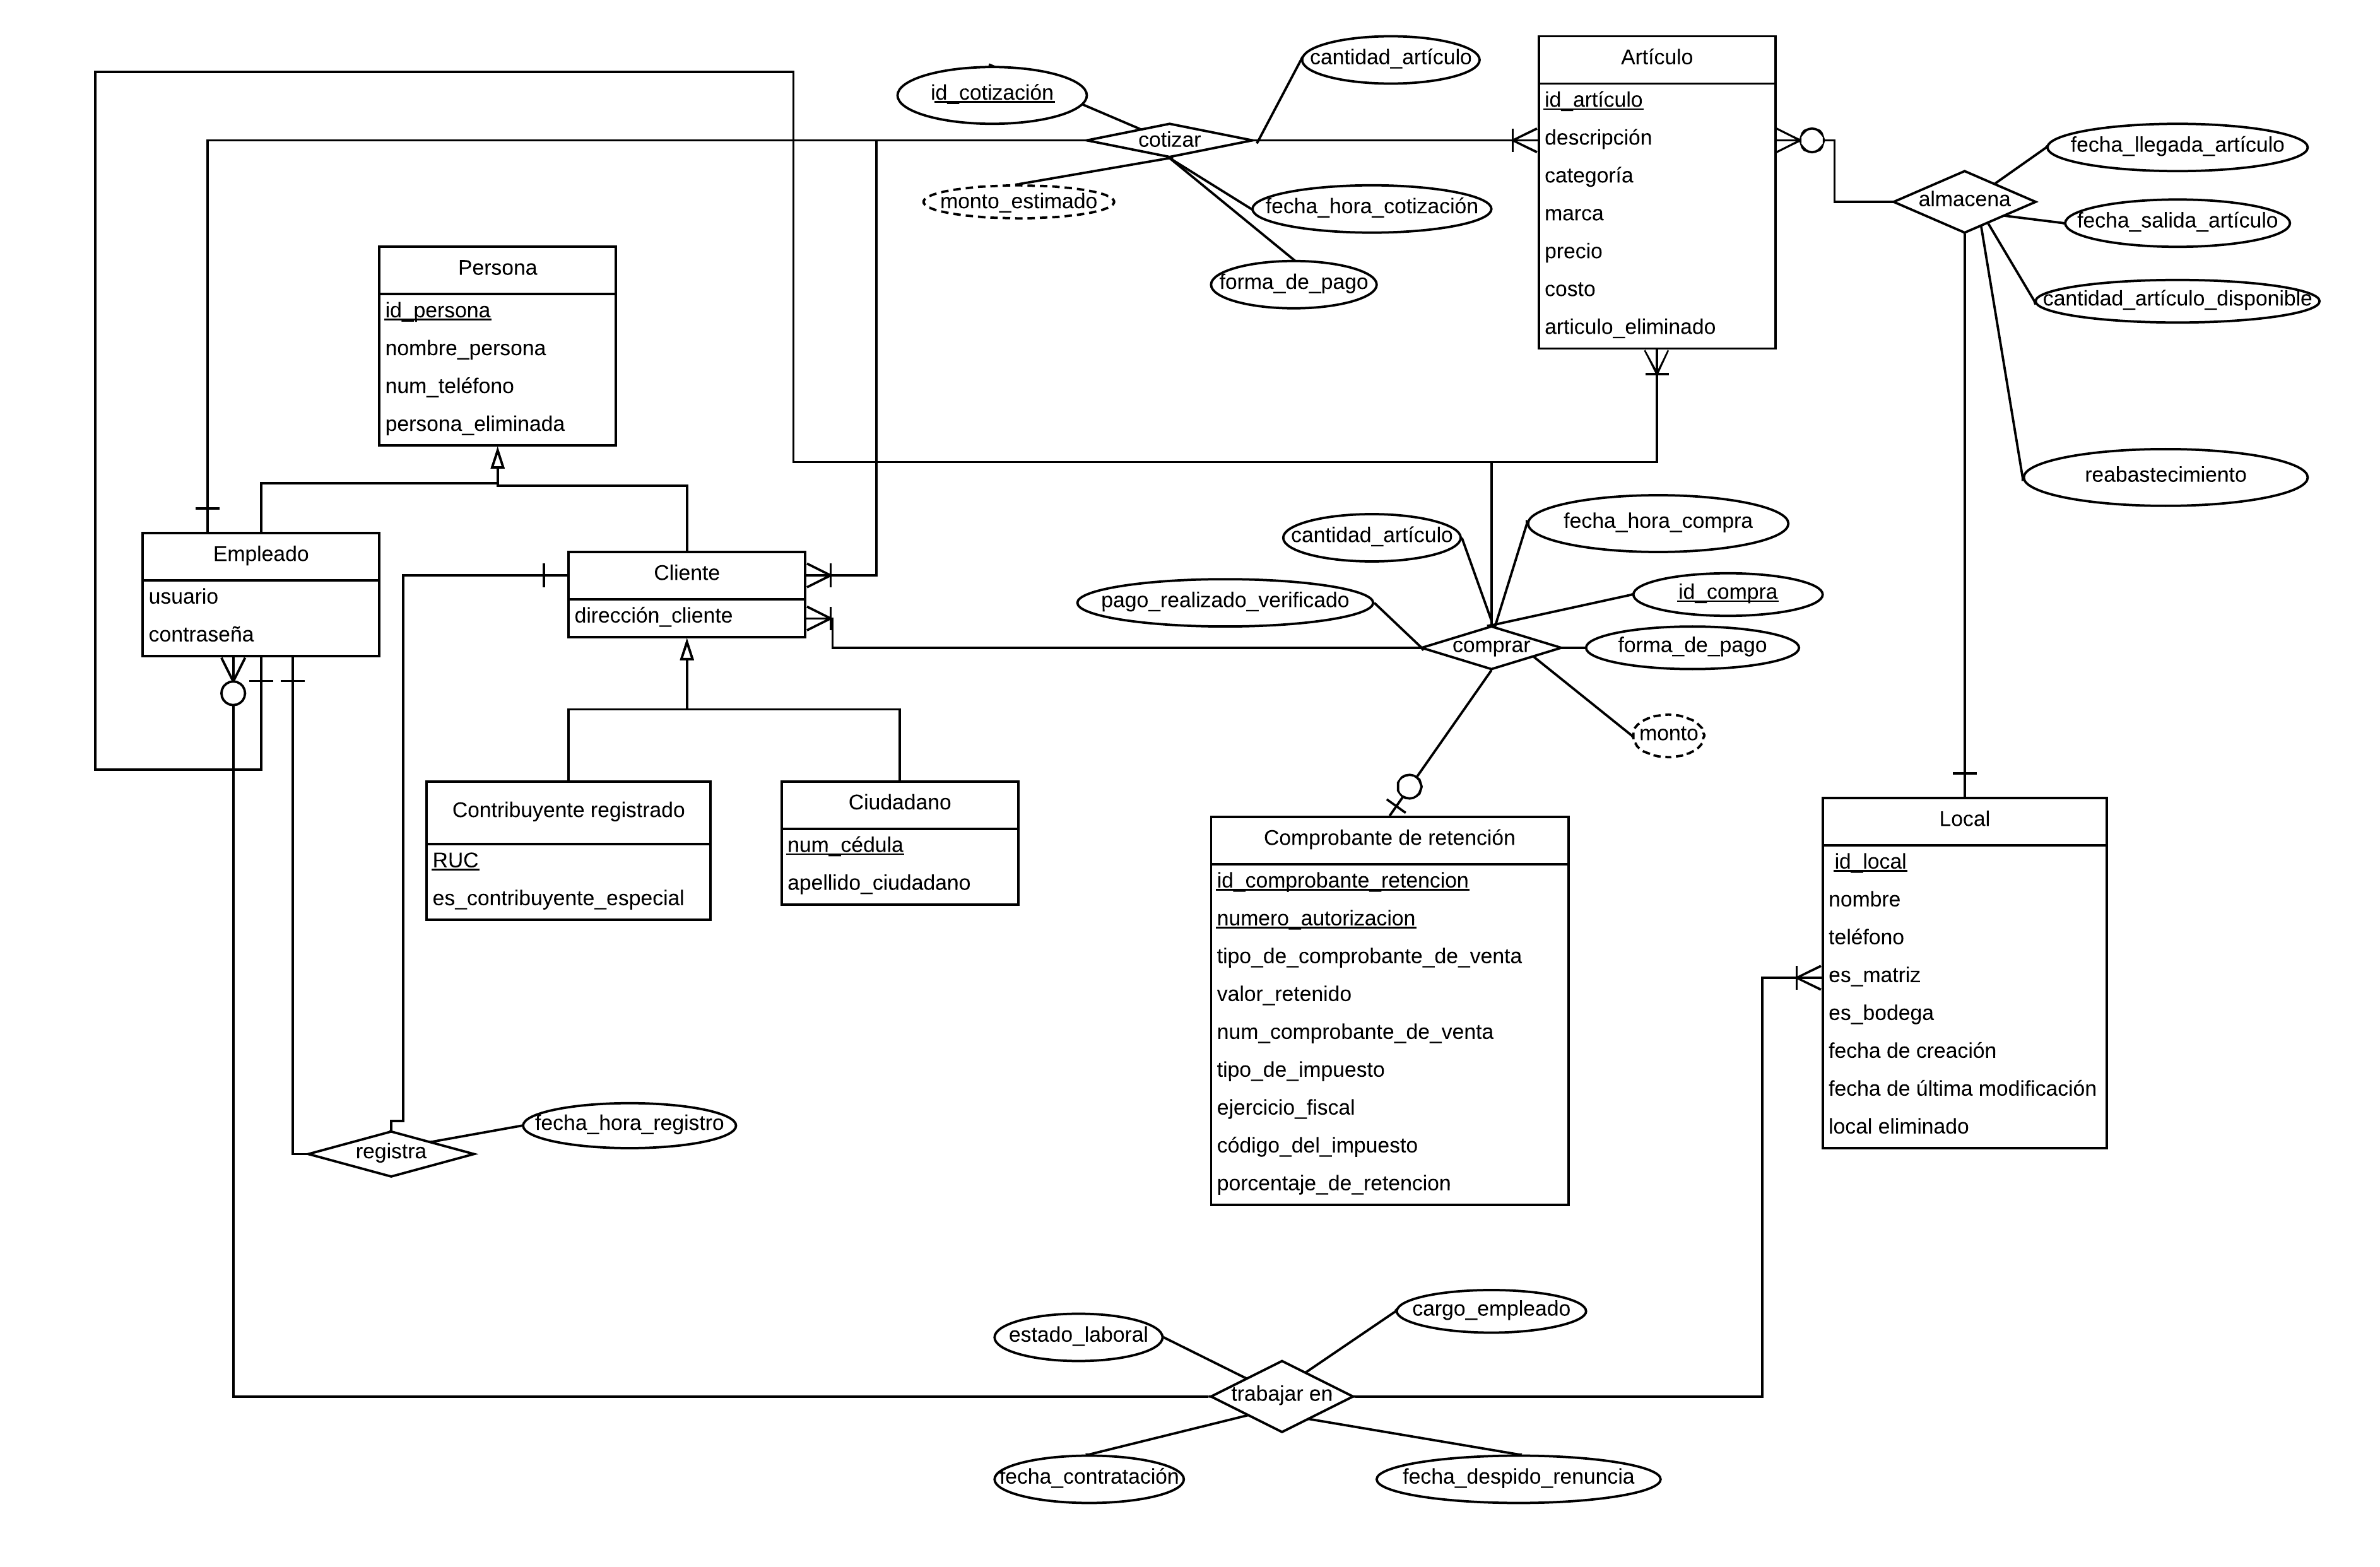 cantidad_artículo
id_cotización
cotizar
monto_estimado
fecha_hora_cotización
forma_de_pago
Artículo
id_artículo
descripción
categoría
marca
precio
costo
articulo_eliminado
fecha_llegada_artículo
almacena
fecha_salida_artículo
cantidad_artículo_disponible
reabastecimiento
Persona
id_persona
nombre_persona
num_teléfono
persona_eliminada
Empleado
usuario
contraseña
Cliente
dirección_cliente
cantidad_artículo
fecha_hora_compra
pago_realizado_verificado
id_compra
comprar
forma_de_pago
monto
Contribuyente registrado
RUC
es_contribuyente_especial
Ciudadano
num_cédula
apellido_ciudadano
Comprobante de retención
id_comprobante_retencion
numero_autorizacion
tipo_de_comprobante_de_venta
valor_retenido
num_comprobante_de_venta
tipo_de_impuesto
ejercicio_fiscal
código_del_impuesto
porcentaje_de_retencion
Local
id_local
nombre
teléfono
es_matriz
es_bodega
fecha de creación
fecha de última modificación
local eliminado
fecha_hora_registro
registra
cargo_empleado
estado_laboral
trabajar en
fecha_contratación
fecha_despido_renuncia